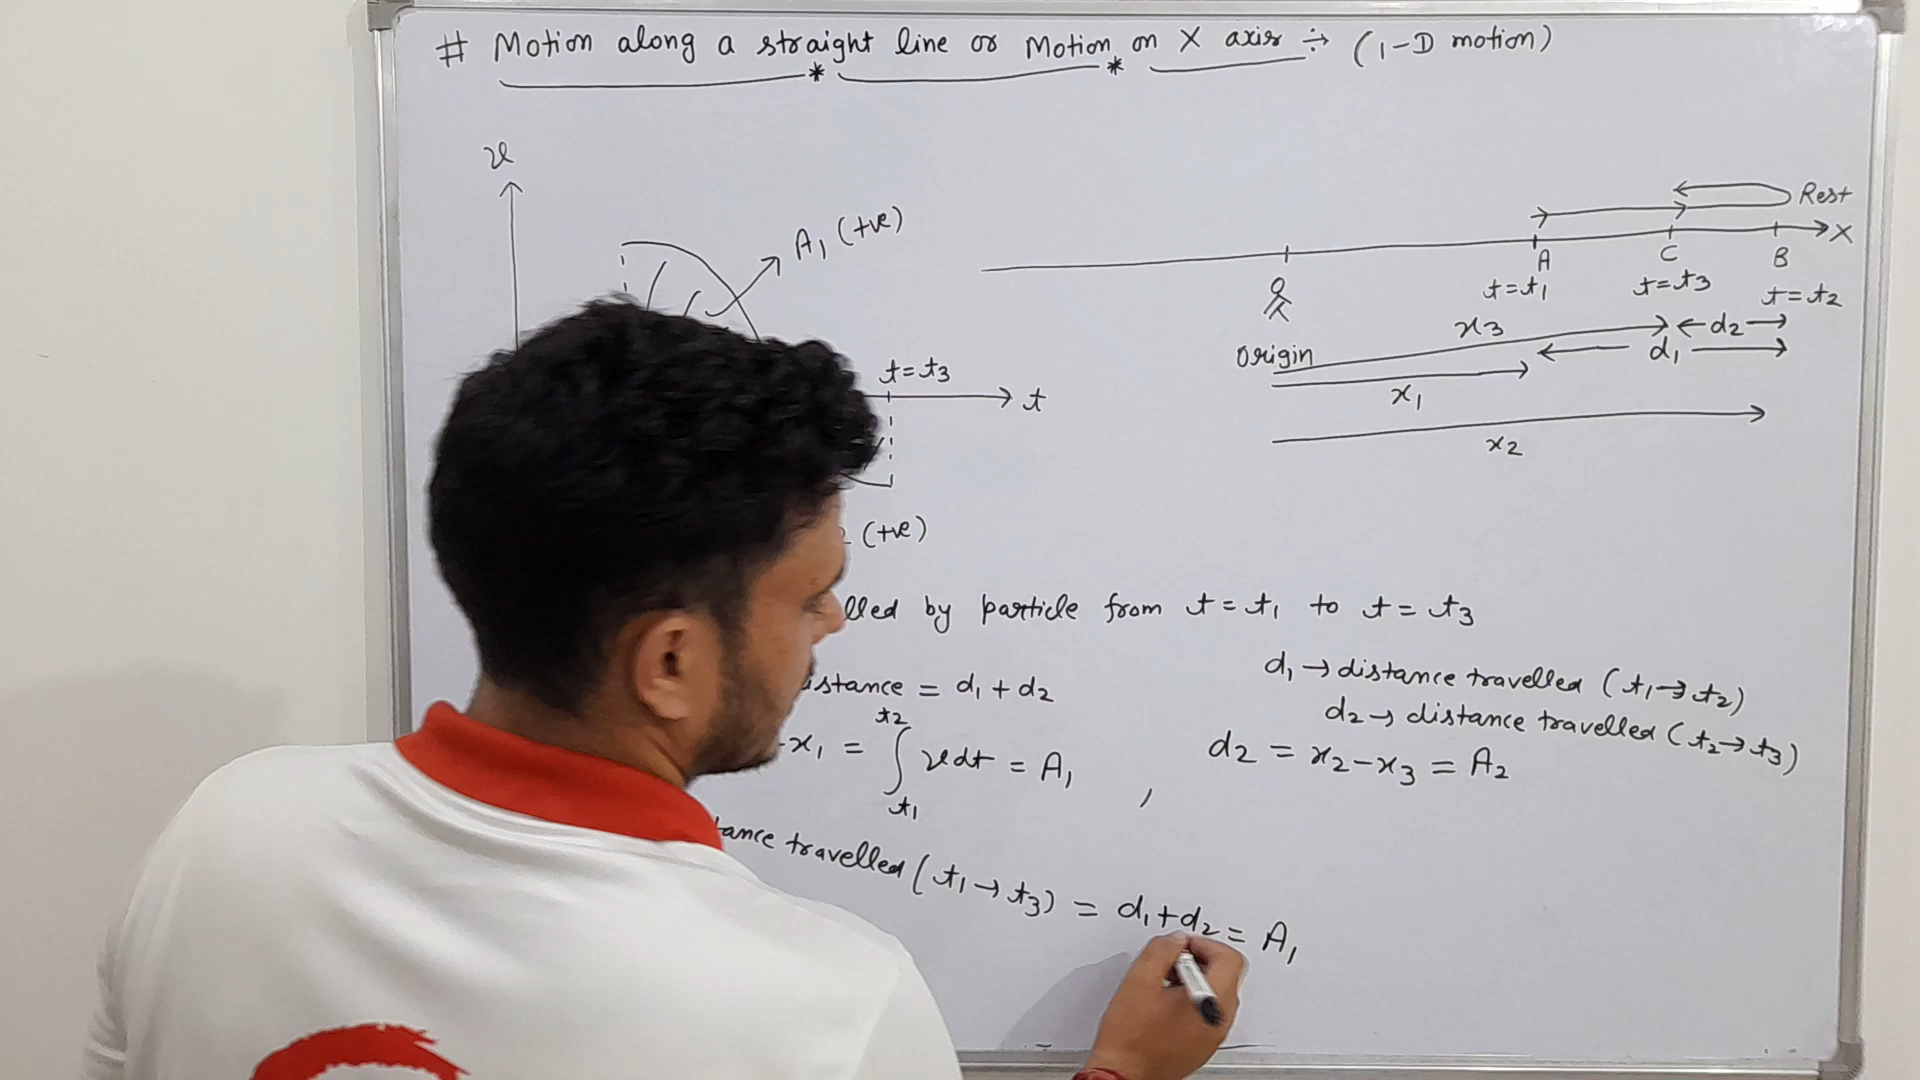 # Motion along a straight line or Motion on X axis ÷ (1-D motion)
v
A₁ (+ve)
t=t₃
t
(+ve)
Rest
X
A
C
B
t=t₁
t=t₃
t=t₂
x₃
d₂
d₁
Origin
x₁
x₂
lled by particle from t=t₁ to t=t₃
istance = d₁+d₂
d₁→distance travelled (t₁→t₂)
d₂→distance travelled (t₂→t₃)
-x₁ = ∫ₜ₁ᵗ² vdt = A₁ , d₂ = x₂-x₃ = A₂
tance travelled (t₁→t₃) = d₁+d₂ = A₁